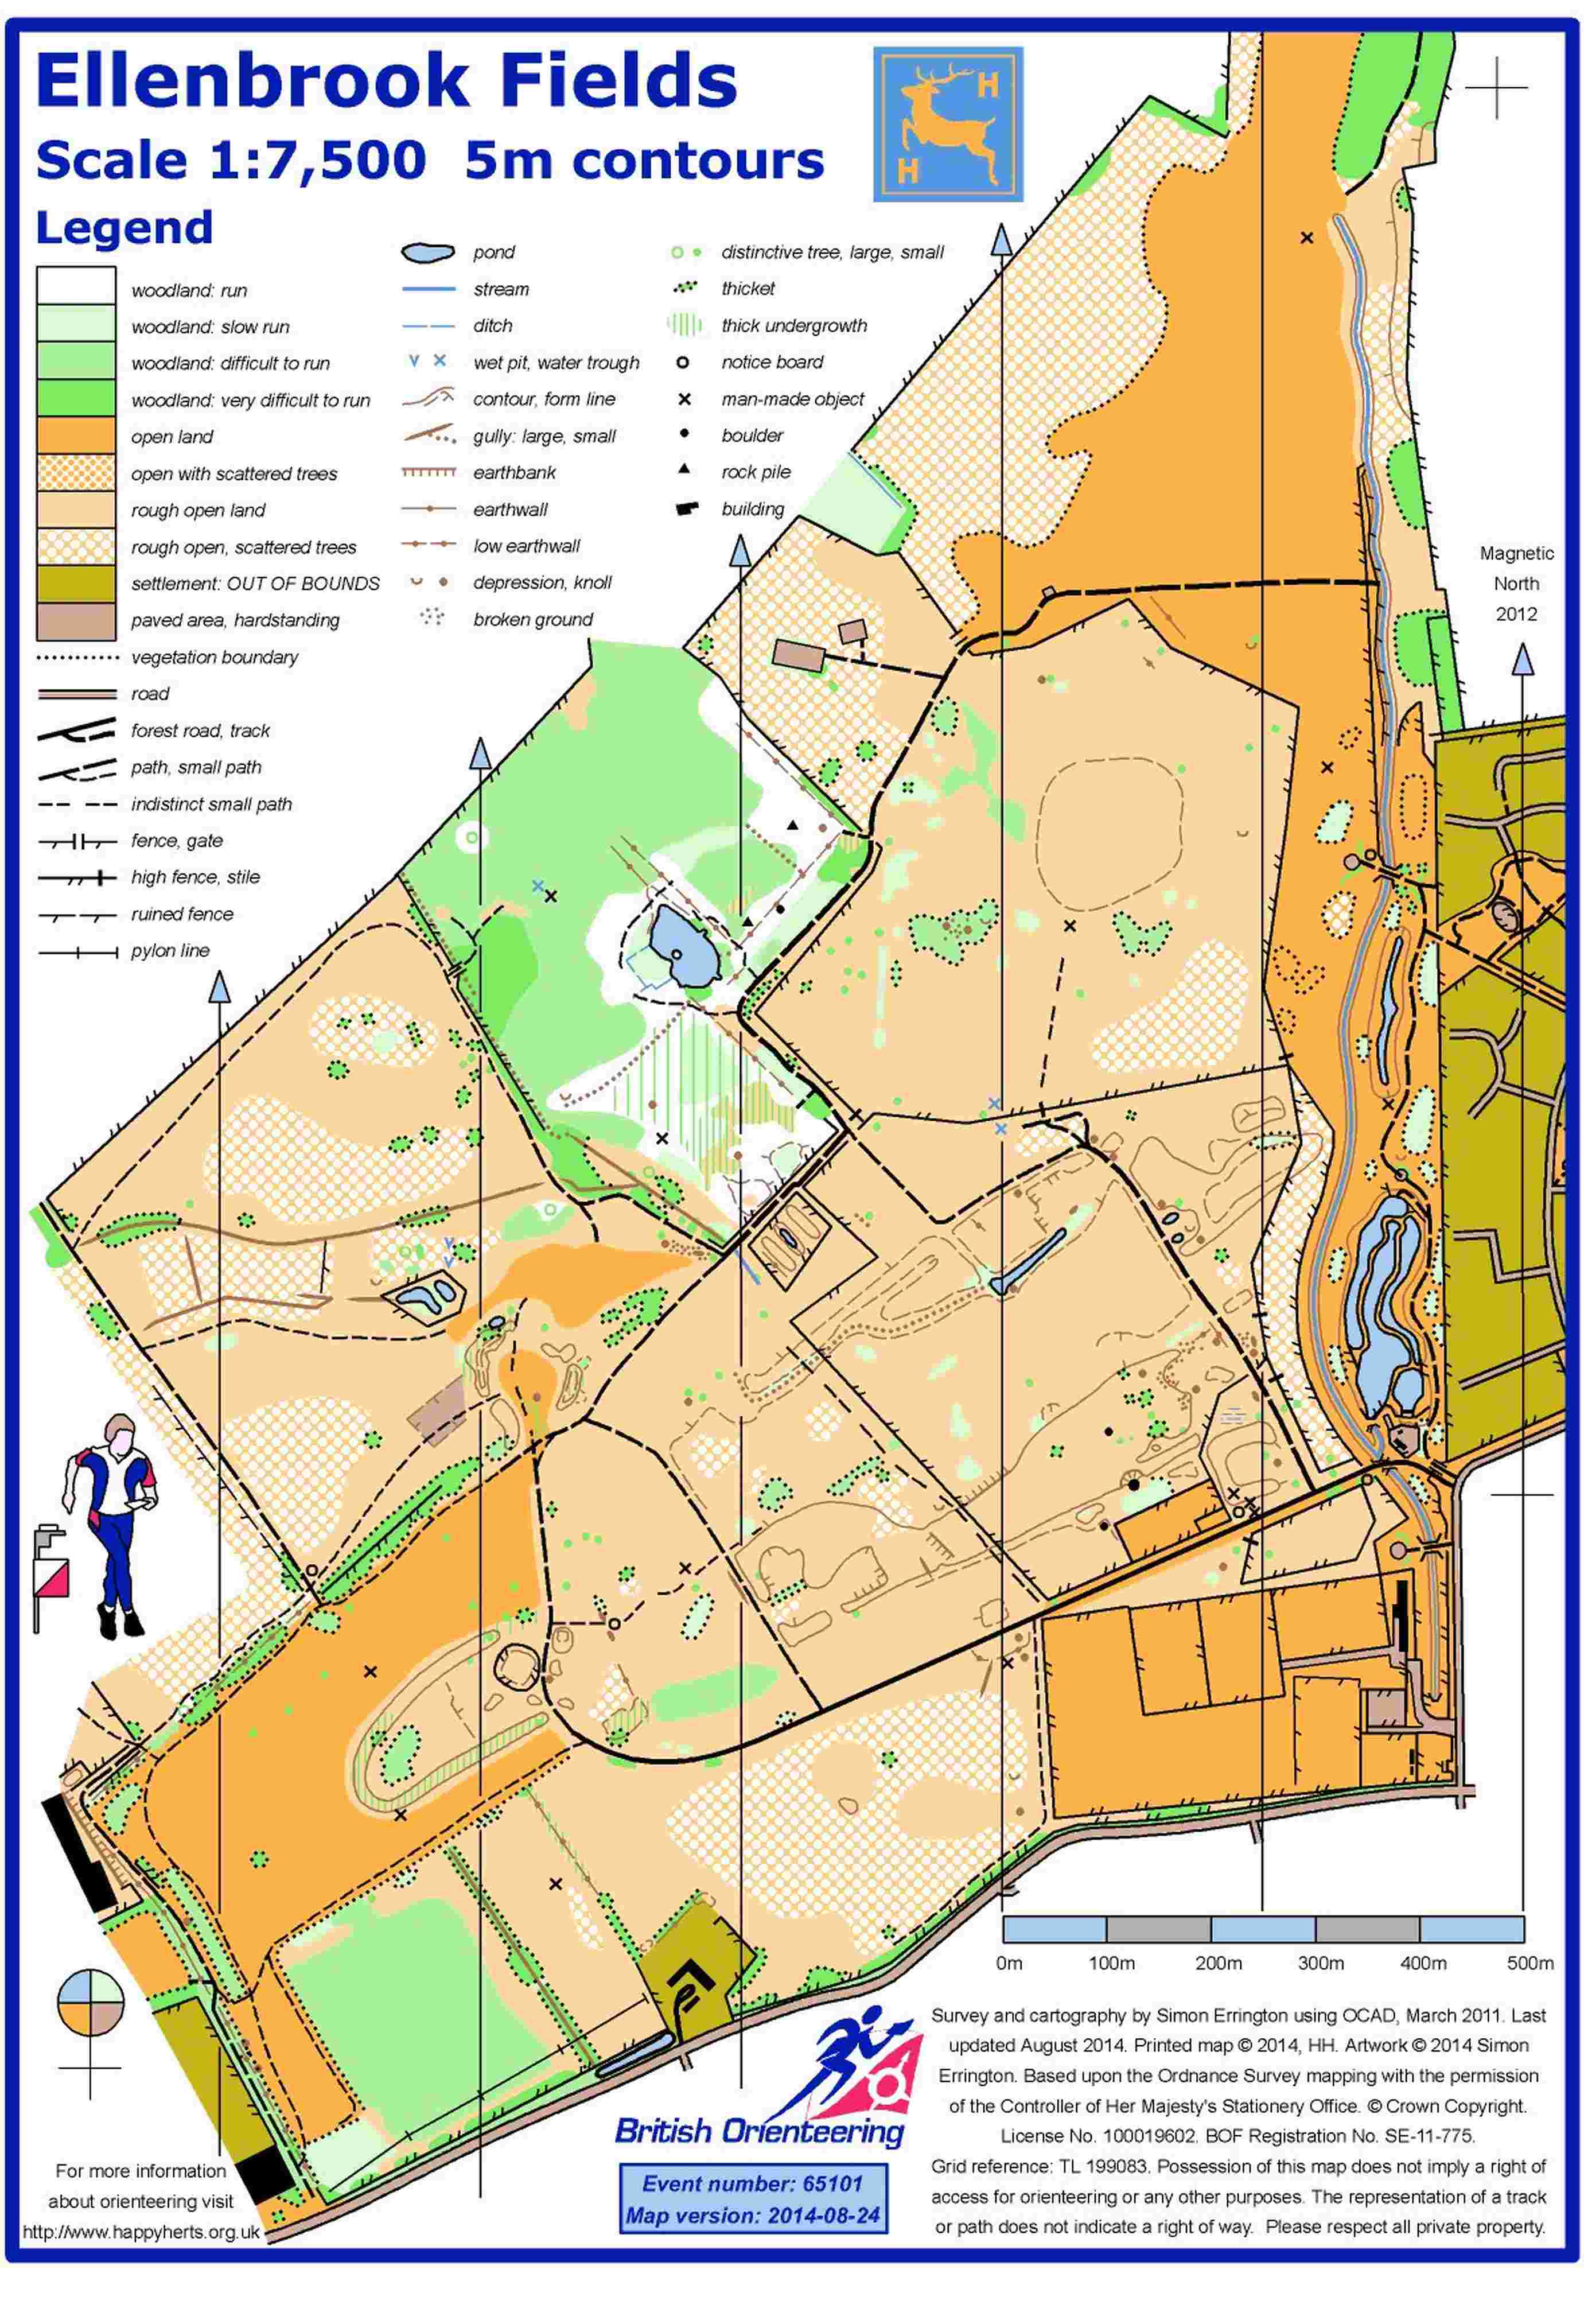 Ellenbrook Fields
Scale 1:7,500 5m contours
H
H
Legend
woodland: run
woodland: slow run
woodland: difficult to run
woodland: very difficult to run
open land
open with scattered trees
rough open land
rough open, scattered trees
settlement: OUT OF BOUNDS
paved area, hardstanding
vegetation boundary
road
forest road, track
path, small path
indistinct small path
fence, gate
high fence, stile
ruined fence
pylon line
pond
stream
ditch
wet pit, water trough
contour, form line
gully: large, small
earthbank
earthwall
low earthwall
depression, knoll
broken ground
distinctive tree, large, small
thicket
thick undergrowth
notice board
man-made object
boulder
rock pile
building
Magnetic
North
2012
0m 100m 200m 300m 400m 500m
Survey and cartography by Simon Errington using OCAD, March 2011. Last
updated August 2014. Printed map © 2014, HH. Artwork © 2014 Simon
Errington. Based upon the Ordnance Survey mapping with the permission
of the Controller of Her Majesty's Stationery Office. © Crown Copyright.
License No. 100019602. BOF Registration No. SE-11-775.
Grid reference: TL 199083. Possession of this map does not imply a right of
access for orienteering or any other purposes. The representation of a track
or path does not indicate a right of way. Please respect all private property.
British Orienteering
Event number: 65101
Map version: 2014-08-24
For more information
about orienteering visit
http://www.happyherts.org.uk